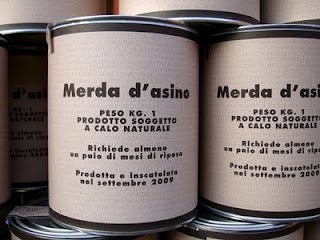 Merda d'asino
PESO KG. 1
PRODOTTO SOGGETTO
A CALO NATURALE
Richiede almeno
un paio di mesi di riposo
Prodotta e inscatolata
nel settembre 2009
Merda d'asino
PESO KG. 1
PRODOTTO SOGGETTO
A CALO NATURALE
Richiede almeno
un paio di mesi di riposo
Prodotta e inscatolata
nel settembre 2009